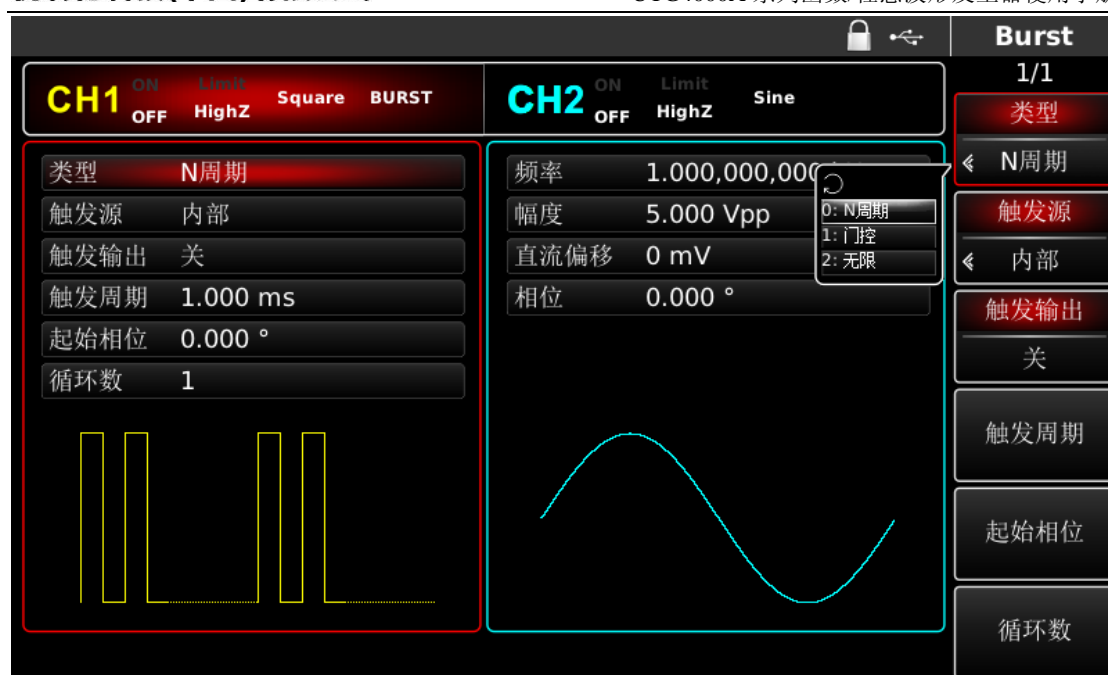 Burst
1/1
CH1 ON OFF Limit HighZ Square BURST
CH2 ON OFF Limit HighZ Sine
类型 N周期
触发源 内部
触发输出 关
触发周期 1.000 ms
起始相位 0.000 °
循环数 1
频率 1.000,000,000
幅度 5.000 Vpp
直流偏移 0 mV
相位 0.000 °
0: N周期
1: 门控
2: 无限
类型
N周期
触发源
内部
触发输出
关
触发周期
起始相位
循环数